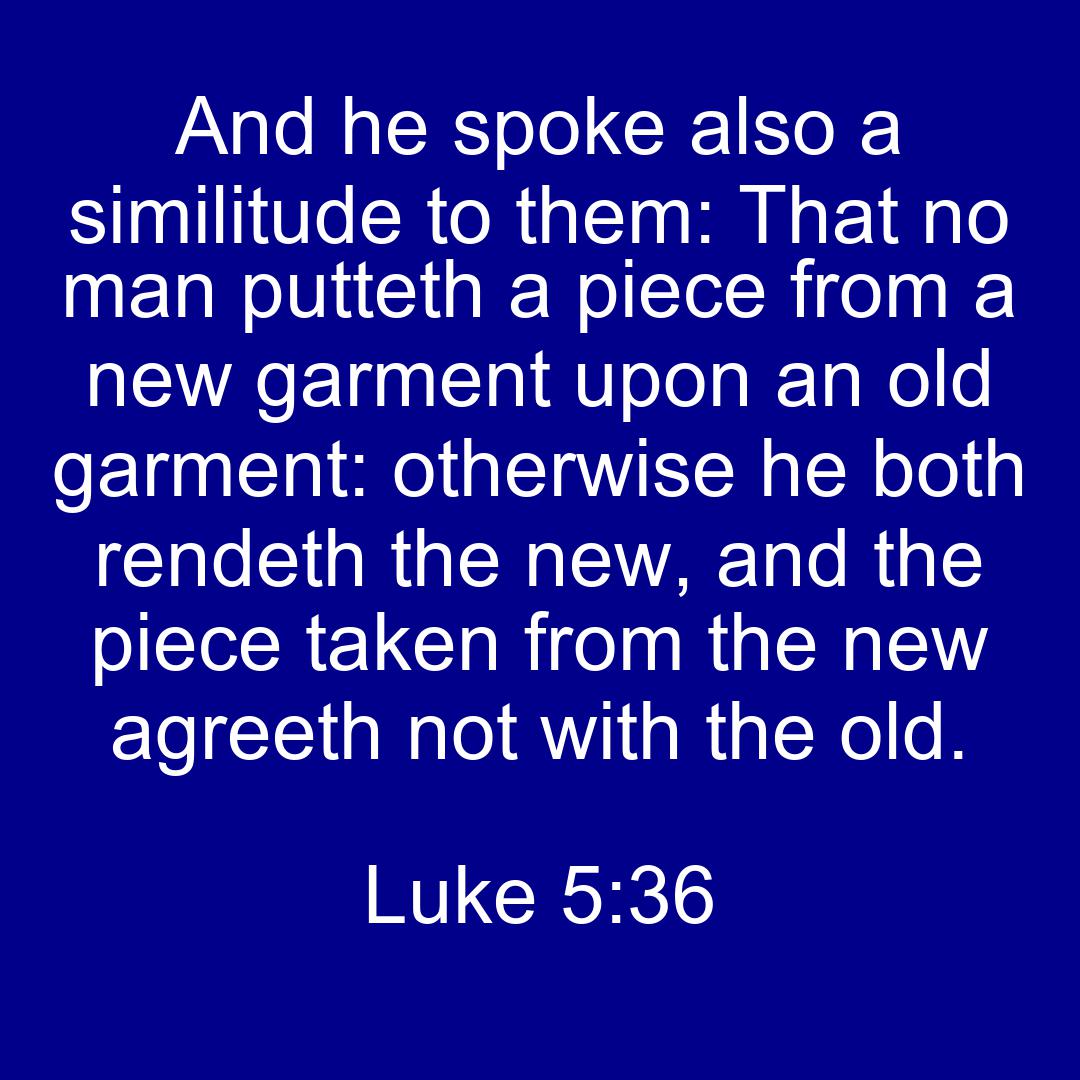 And he spoke also a
similitude to them: That no
man putteth a piece from a
new garment upon an old
garment: otherwise he both
rendeth the new, and the
piece taken from the new
agreeth not with the old.
Luke 5:36